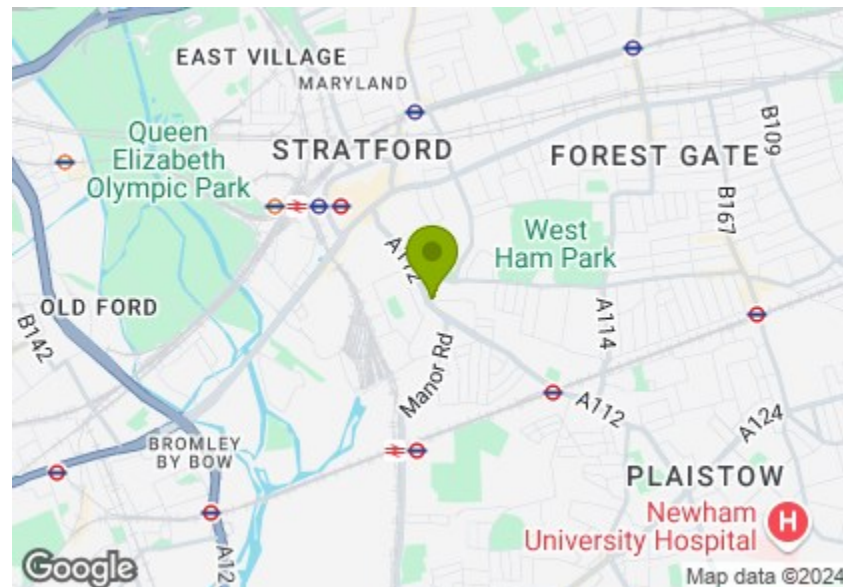 EAST VILLAGE
MARYLAND
Queen
Elizabeth
Olympic Park
STRATFORD
FOREST GATE
B109
B167
West
Ham Park
A112
OLD FORD
B142
A114
Manor Rd
A112
A124
BROMLEY
BY BOW
PLAISTOW
Newham
University Hospital
H
A12
Google
Map data ©2024